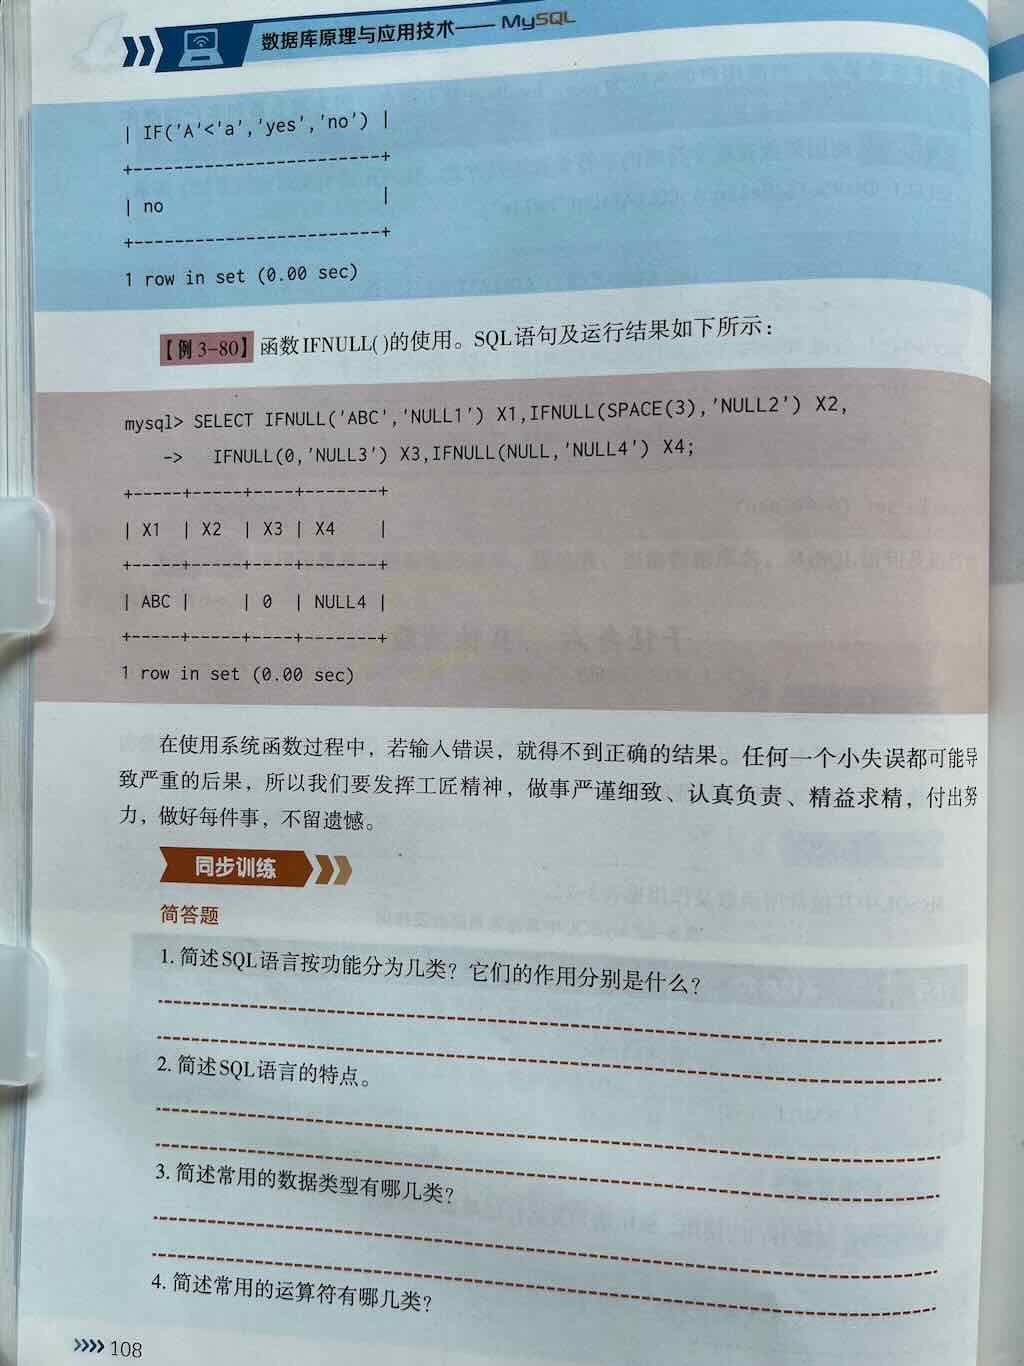 数据库原理与应用技术—— MySQL
| IF('A'<'a','yes','no') |
+------------------------+
| no                     |
+------------------------+
1 row in set (0.00 sec)
【例 3-80】函数IFNULL()的使用。SQL语句及运行结果如下所示：
mysql> SELECT IFNULL('ABC','NULL1') X1,IFNULL(SPACE(3),'NULL2') X2,
    ->   IFNULL(0,'NULL3') X3,IFNULL(NULL,'NULL4') X4;
+-----+-----+----+-------+
| X1  | X2  | X3 | X4    |
+-----+-----+----+-------+
| ABC |     | 0  | NULL4 |
+-----+-----+----+-------+
1 row in set (0.00 sec)
在使用系统函数过程中，若输入错误，就得不到正确的结果。任何一个小失误都可能导
致严重的后果，所以我们要发挥工匠精神，做事严谨细致、认真负责、精益求精，付出努
力，做好每件事，不留遗憾。
同步训练
简答题
1. 简述SQL语言按功能分为几类？它们的作用分别是什么？
2. 简述SQL语言的特点。
3. 简述常用的数据类型有哪几类？
4. 简述常用的运算符有哪几类？
108